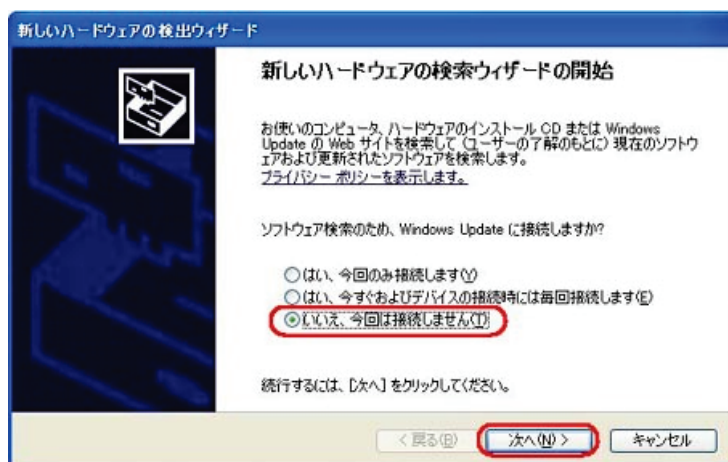 新しいハードウェアの検出ウィザード
新しいハードウェアの検索ウィザードの開始
お使いのコンピュータ、ハードウェアのインストール CD または Windows
Update の Web サイトを検索して (ユーザーの了解のもとに) 現在のソフトウ
ェアおよび更新されたソフトウェアを検索します。
プライバシー ポリシーを表示します。
ソフトウェア検索のため、Windows Update に接続しますか?
はい、今回のみ接続します(Y)
はい、今すぐおよびデバイスの接続時には毎回接続します(E)
いいえ、今回は接続しません(T)
続行するには、[次へ] をクリックしてください。
< 戻る(B) 次へ(N) > キャンセル